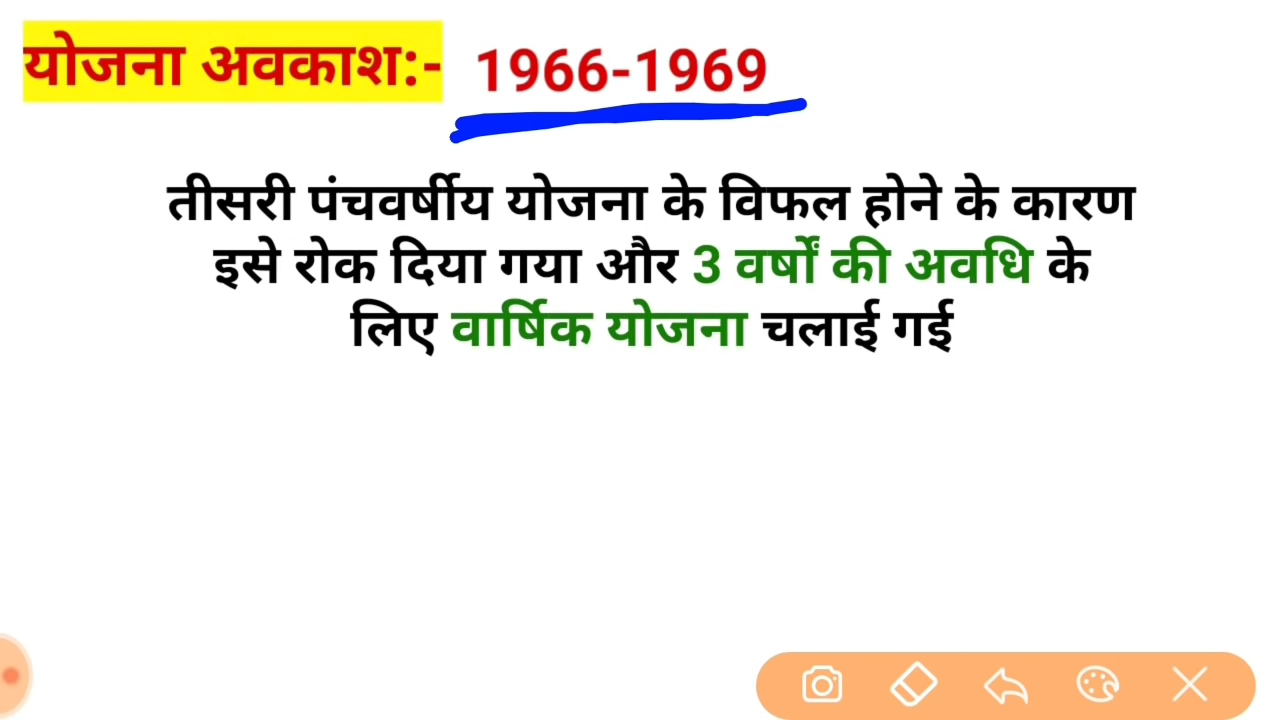 योजना अवकाश:- 1966-1969
तीसरी पंचवर्षीय योजना के विफल होने के कारण
इसे रोक दिया गया और 3 वर्षों की अवधि के
लिए वार्षिक योजना चलाई गई